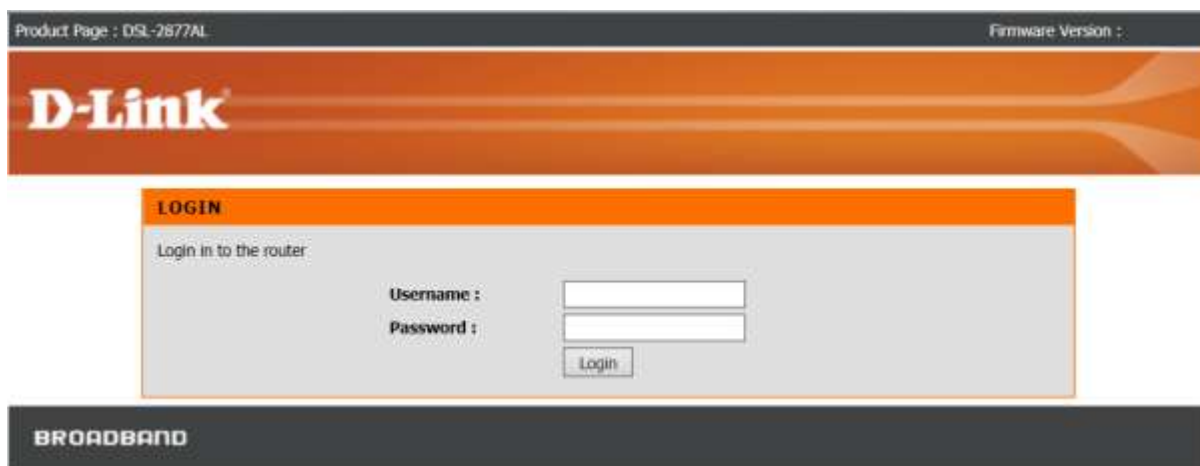 Product Page : DSL-2877AL Firmware Version :
D-Link
LOGIN
Login in to the router
Username :
Password :
Login
BROADBAND